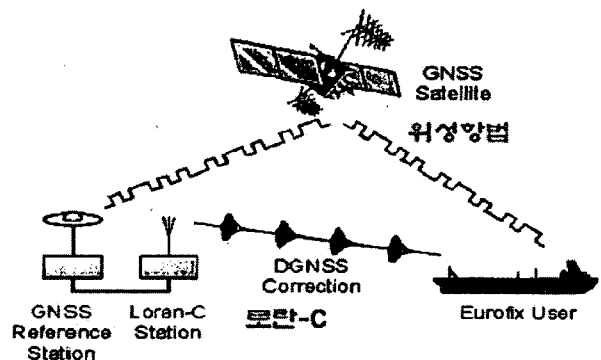 GNSS
Satellite
위성항법
DGNSS
Correction
로란-C
GNSS
Reference
Station
Loran-C
Station
Eurofix User